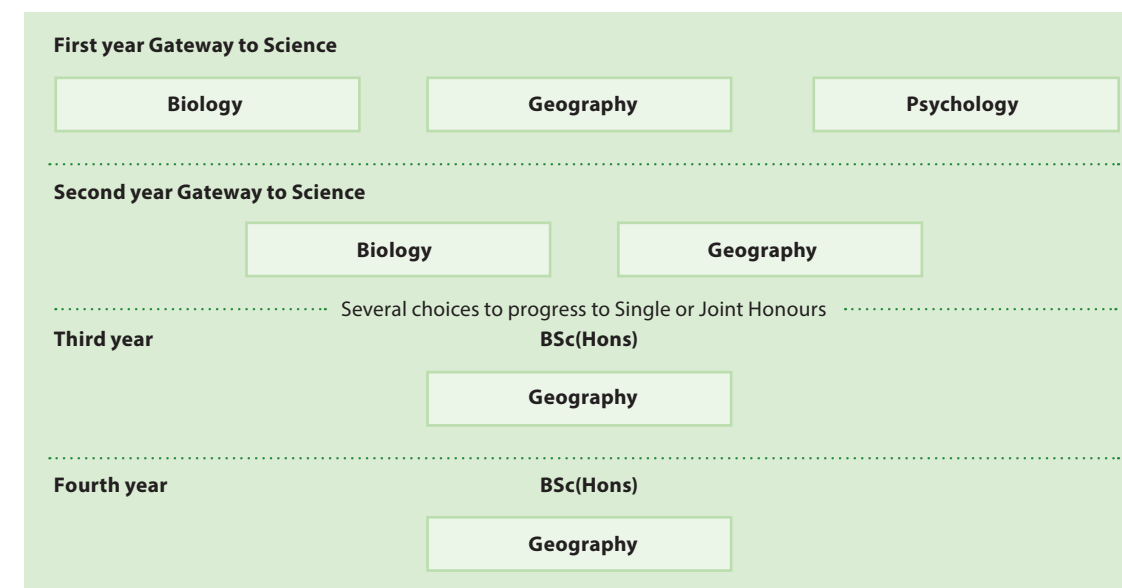 First year Gateway to Science
Biology Geography Psychology
Second year Gateway to Science
Biology Geography
Several choices to progress to Single or Joint Honours
Third year BSc(Hons)
Geography
Fourth year BSc(Hons)
Geography